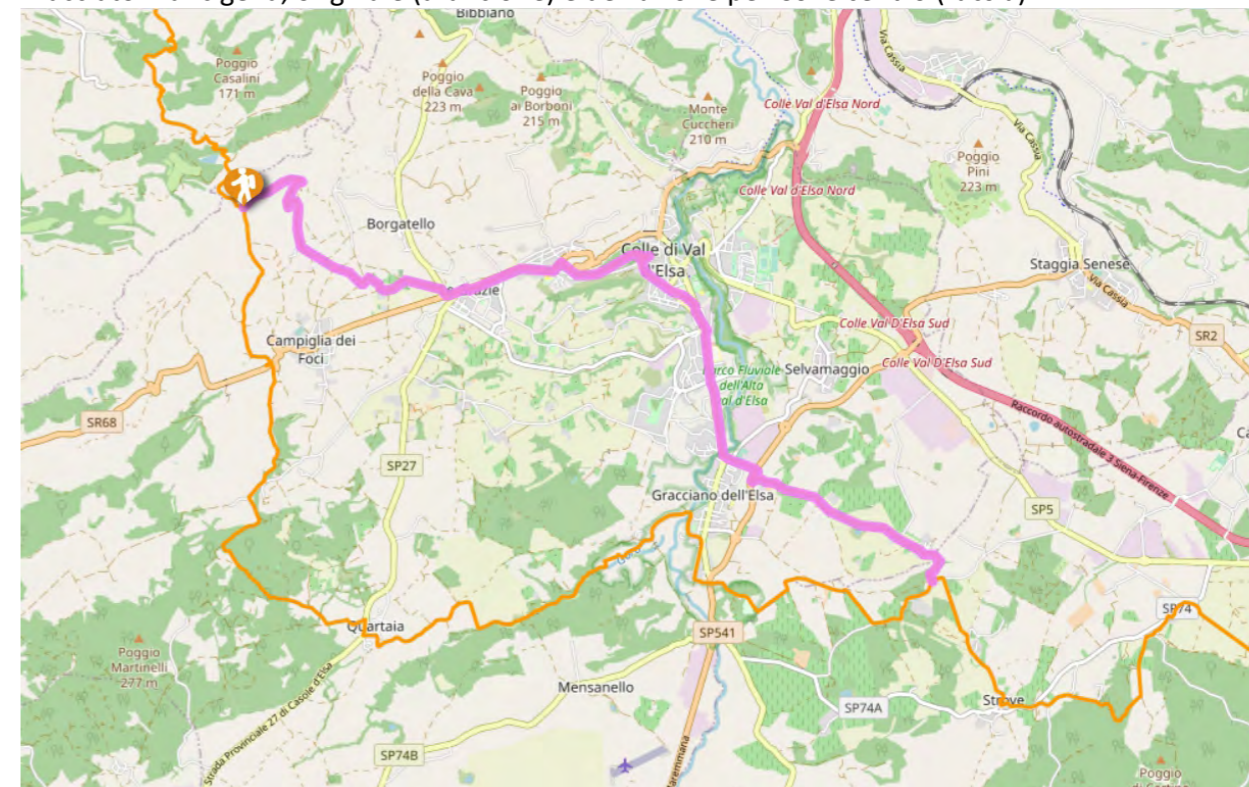 Bibbiano
Poggio
Casalini
171 m
Poggio
della Cava
223 m
Poggio
ai Borboni
215 m
Monte
Cuccheri
210 m
Colle Val d'Elsa Nord
Via Cassia
Via Cassia
Poggio
Pini
223 m
Colle Val d'Elsa Nord
Borgatello
Colle di Val
d'Elsa
Staggia Senese
Via Cassia
SR2
Colle Val D'Elsa Sud
Colle Val D'Elsa Sud
Campiglia dei
Foci
Parco Fluviale
dell'Alta
Val d'Elsa
Selvamaggio
SR68
Raccordo autostradale 3 Siena-Firenze
SP27
Gracciano dell'Elsa
SP5
SP74
Quartaia
SP541
Poggio
Martinelli
277 m
Strada Provinciale 27 di Casole d'Elsa
Mensanello
SP74A
Strove
SP74B
Poggio